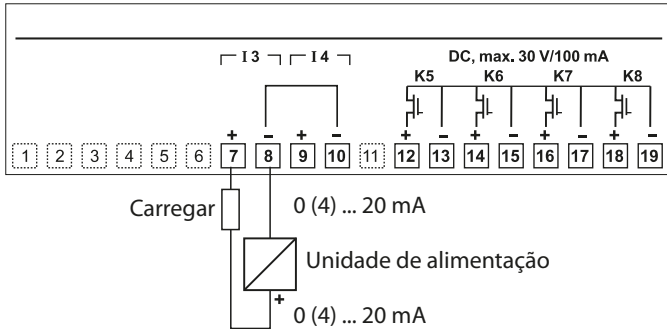 I 3 I 4 DC, max. 30 V/100 mA
K5 K6 K7 K8
+ – + – + – + – + – + –
1 2 3 4 5 6 7 8 9 10 11 12 13 14 15 16 17 18 19
Carregar 0 (4) ... 20 mA
Unidade de alimentação
+ 0 (4) ... 20 mA